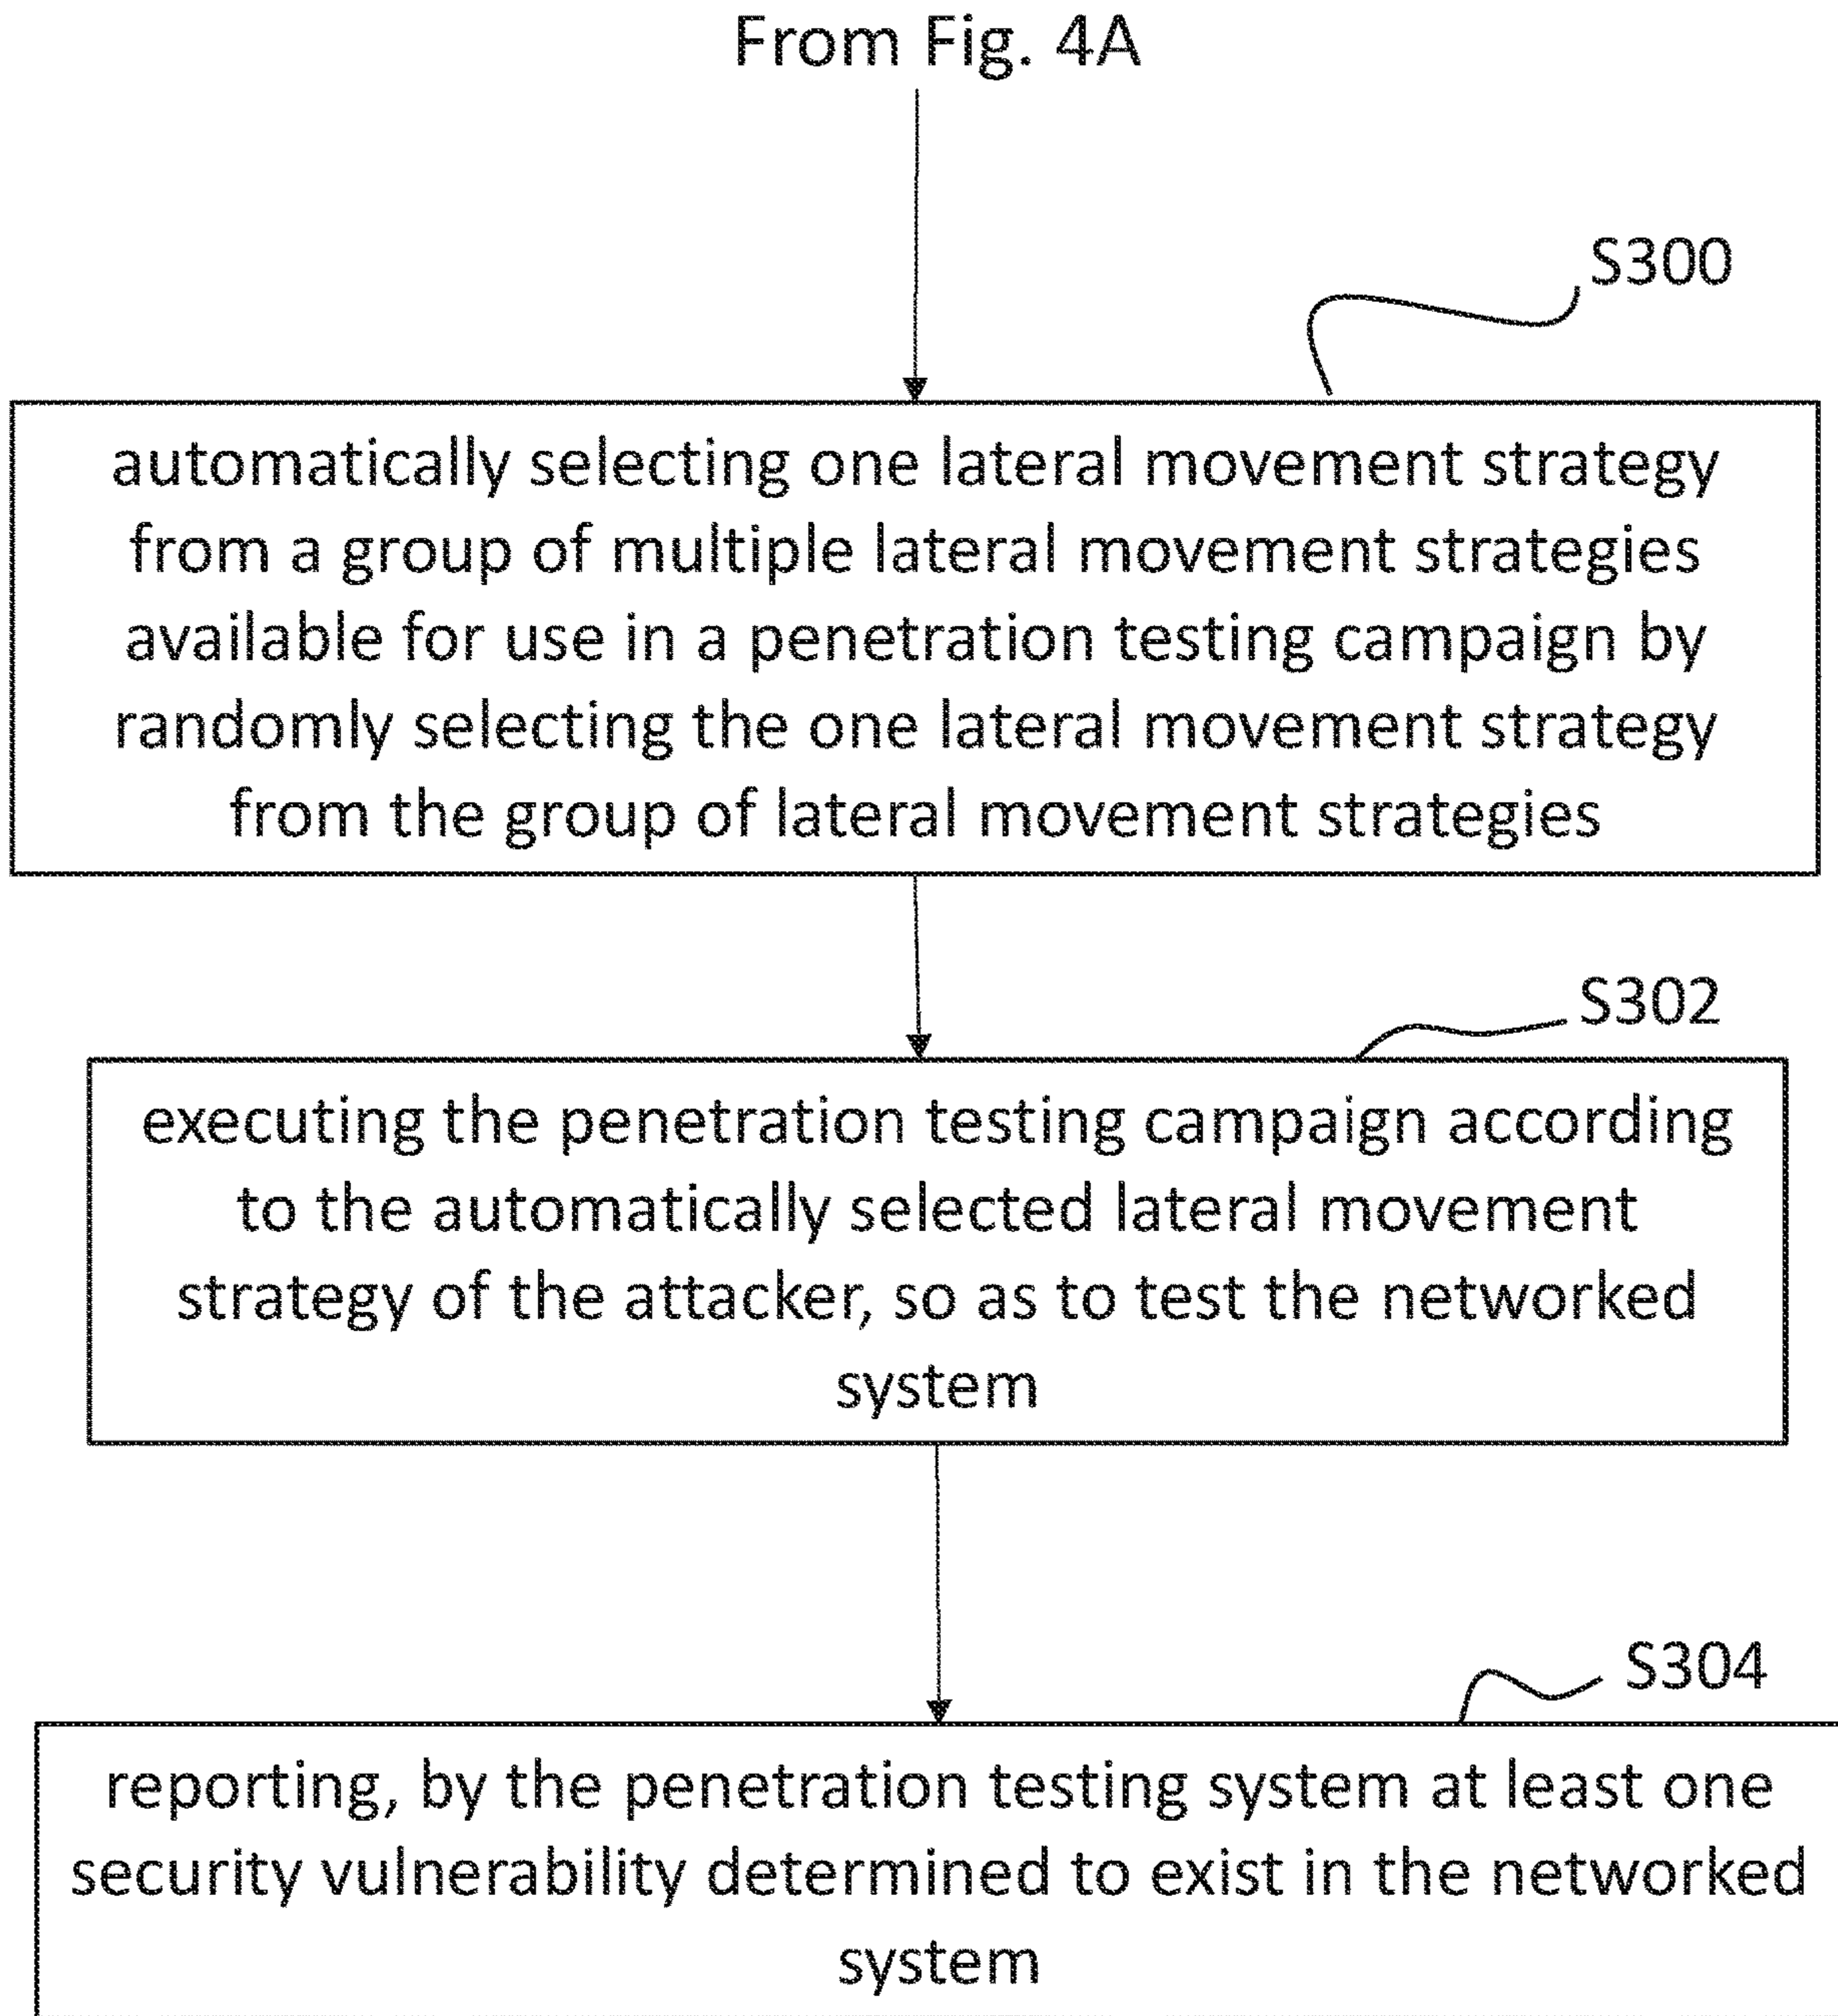 From Fig. 4A
S300
automatically selecting one lateral movement strategy
from a group of multiple lateral movement strategies
available for use in a penetration testing campaign by
randomly selecting the one lateral movement strategy
from the group of lateral movement strategies
S302
executing the penetration testing campaign according
to the automatically selected lateral movement
strategy of the attacker, so as to test the networked
system
S304
reporting, by the penetration testing system at least one
security vulnerability determined to exist in the networked
system